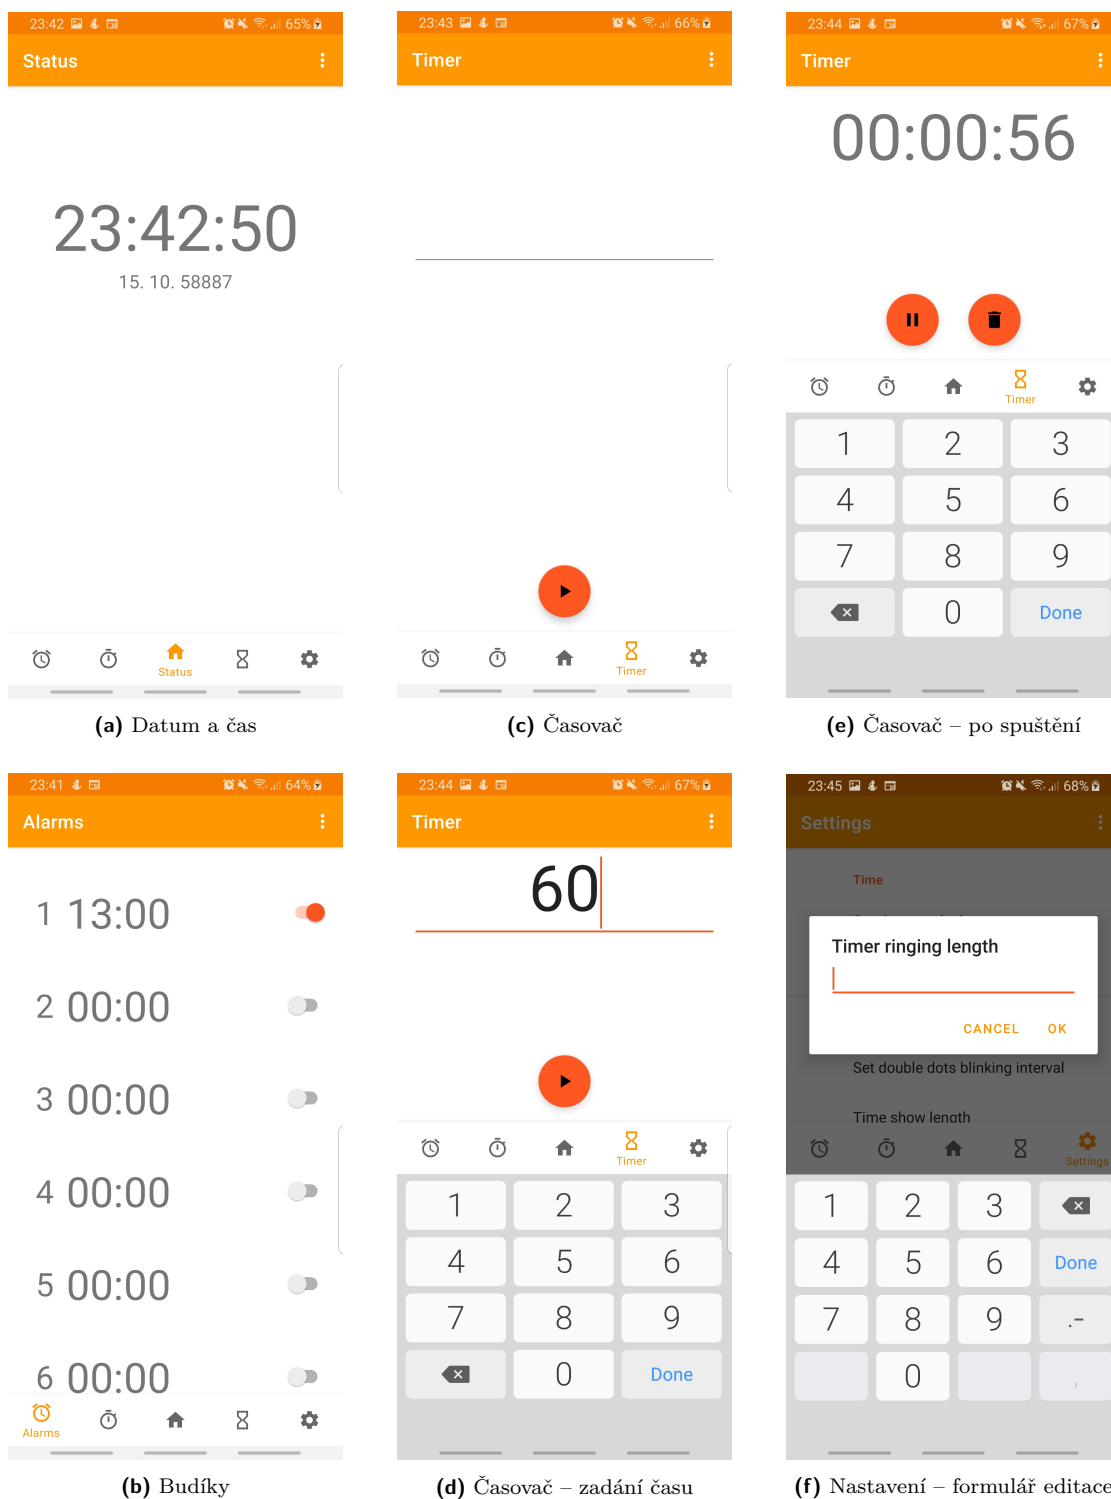 23:42 65%
Status
23:42:50
15. 10. 58887
Status
(a) Datum a čas
23:43 66%
Timer
Timer
(c) Časovač
23:44 67%
Timer
00:00:56
Timer
1 2 3
4 5 6
7 8 9
0 Done
(e) Časovač – po spuštění
23:41 64%
Alarms
1 13:00
2 00:00
3 00:00
4 00:00
5 00:00
6 00:00
Alarms
(b) Budíky
23:44 67%
Timer
60
Timer
1 2 3
4 5 6
7 8 9
0 Done
(d) Časovač – zadání času
23:45 68%
Settings
Time
Timer ringing length
CANCEL OK
Set double dots blinking interval
Time show length
Settings
1 2 3
4 5 6 Done
7 8 9 .-
0 ,
(f) Nastavení – formulář editace